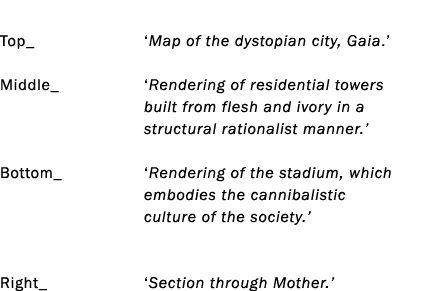 Top_ ‘Map of the dystopian city, Gaia.’
Middle_ ‘Rendering of residential towers
built from flesh and ivory in a
structural rationalist manner.’
Bottom_ ‘Rendering of the stadium, which
embodies the cannibalistic
culture of the society.’
Right_ ‘Section through Mother.’